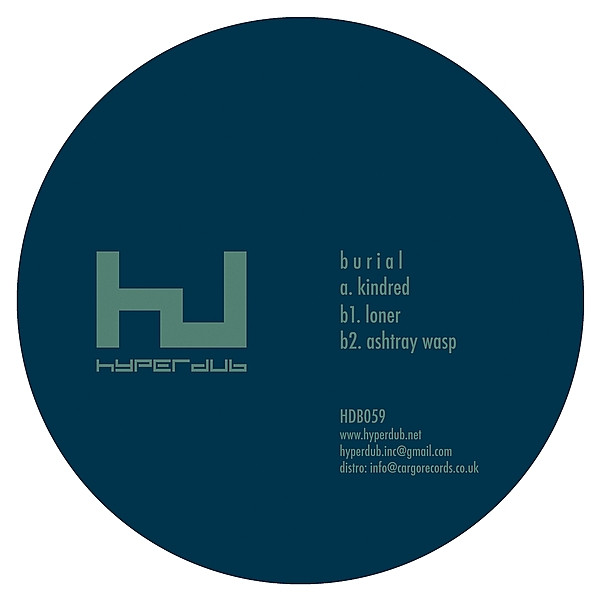 hyperdub
burial
a. kindred
b1. loner
b2. ashtray wasp
HDB059
www.hyperdub.net
hyperdub.inc@gmail.com
distro: info@cargorecords.co.uk